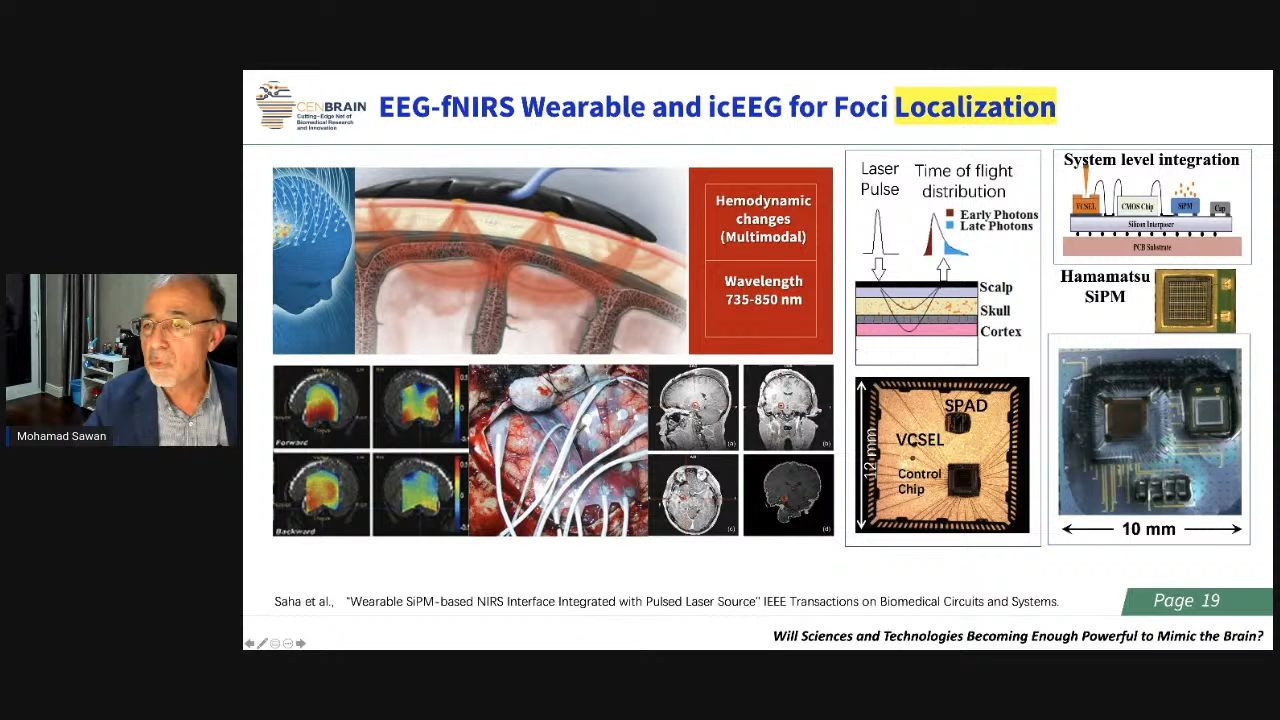 CENBRAIN
Cutting-Edge Net of
Biomedical Research
and Innovation
EEG-fNIRS Wearable and icEEG for Foci Localization
Hemodynamic
changes
(Multimodal)
Wavelength
735-850 nm
Laser
Pulse
Time of flight
distribution
Early Photons
Late Photons
Scalp
Skull
Cortex
System level integration
VCSEL
CMOS Chip
SiPM
Cap
Silicon Interposer
PCB Substrate
Hamamatsu
SiPM
Forward
Backward
(a)
(b)
(c)
(d)
12 mm
SPAD
VCSEL
Control
Chip
10 mm
Mohamad Sawan
Saha et al., "Wearable SiPM-based NIRS Interface Integrated with Pulsed Laser Source" IEEE Transactions on Biomedical Circuits and Systems.
Page 19
Will Sciences and Technologies Becoming Enough Powerful to Mimic the Brain?